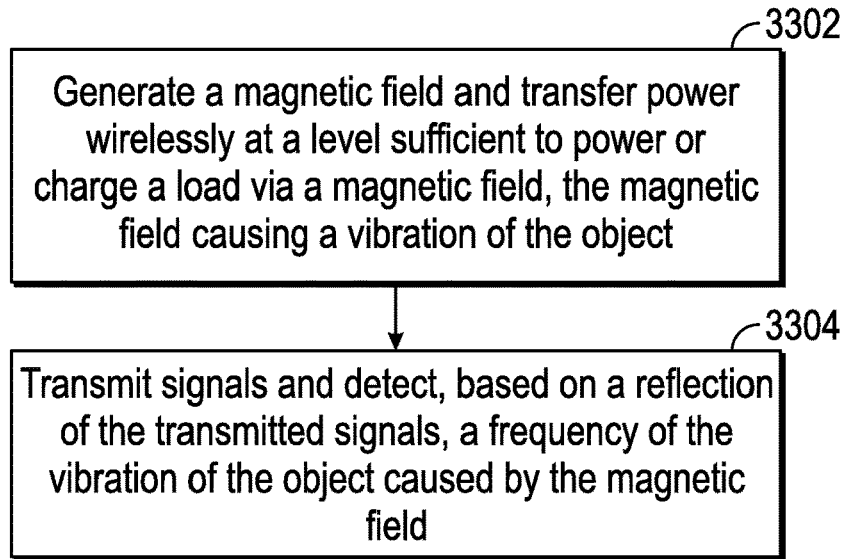 3302
Generate a magnetic field and transfer power
wirelessly at a level sufficient to power or
charge a load via a magnetic field, the magnetic
field causing a vibration of the object
3304
Transmit signals and detect, based on a reflection
of the transmitted signals, a frequency of the
vibration of the object caused by the magnetic
field